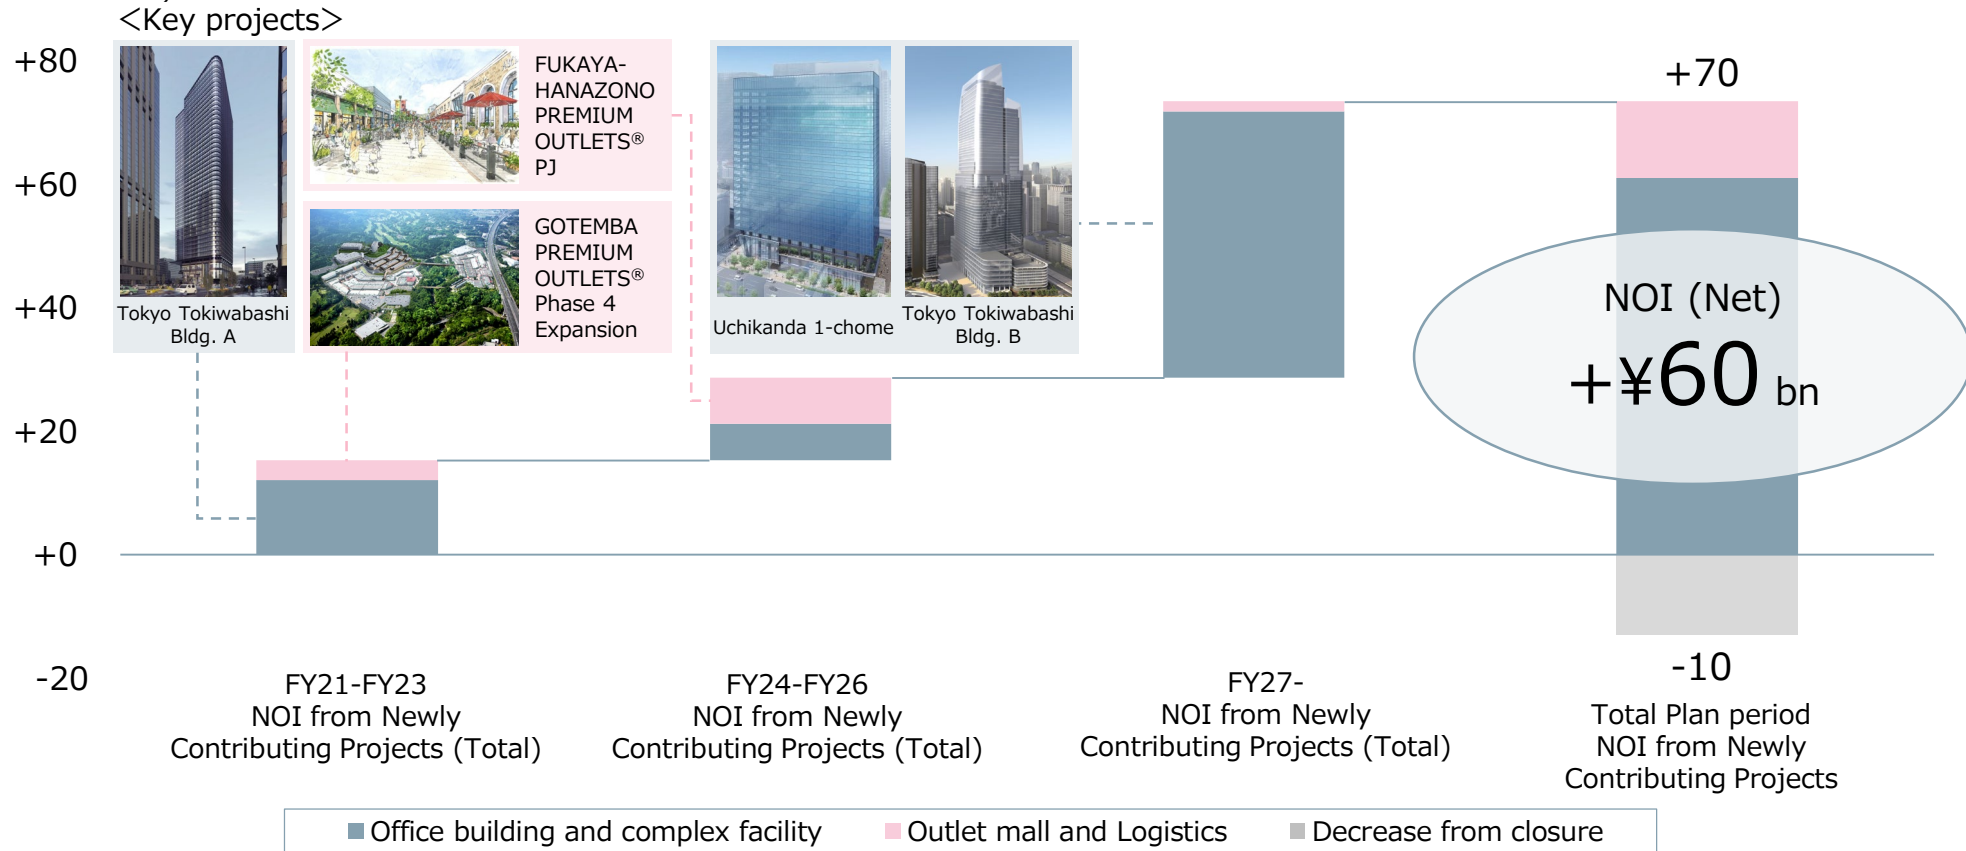 <Key projects>
+80
+60
+40
+20
+0
-20
Tokyo Tokiwabashi
Bldg. A
FUKAYA-
HANAZONO
PREMIUM
OUTLETS®
PJ
GOTEMBA
PREMIUM
OUTLETS®
Phase 4
Expansion
Uchikanda 1-chome
Tokyo Tokiwabashi
Bldg. B
+70
NOI (Net)
+¥60 bn
-10
FY21-FY23
NOI from Newly
Contributing Projects (Total)
FY24-FY26
NOI from Newly
Contributing Projects (Total)
FY27-
NOI from Newly
Contributing Projects (Total)
Total Plan period
NOI from Newly
Contributing Projects
Office building and complex facility
Outlet mall and Logistics
Decrease from closure